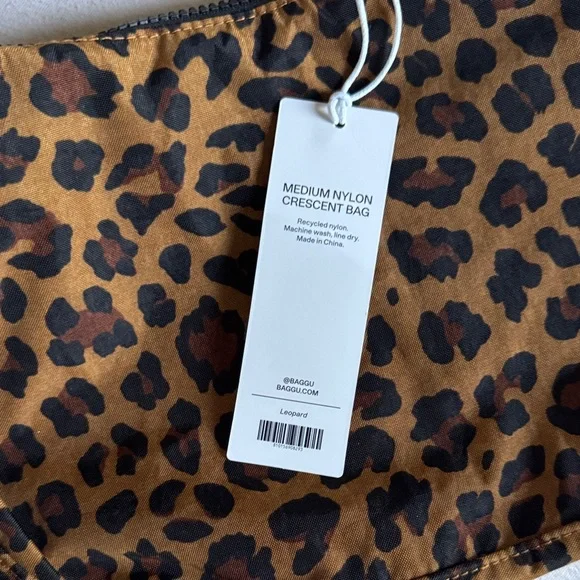 MEDIUM NYLON
CRESCENT BAG
Recycled nylon.
Machine wash, line dry.
Made in China.
@BAGGU
BAGGU.COM
Leopard